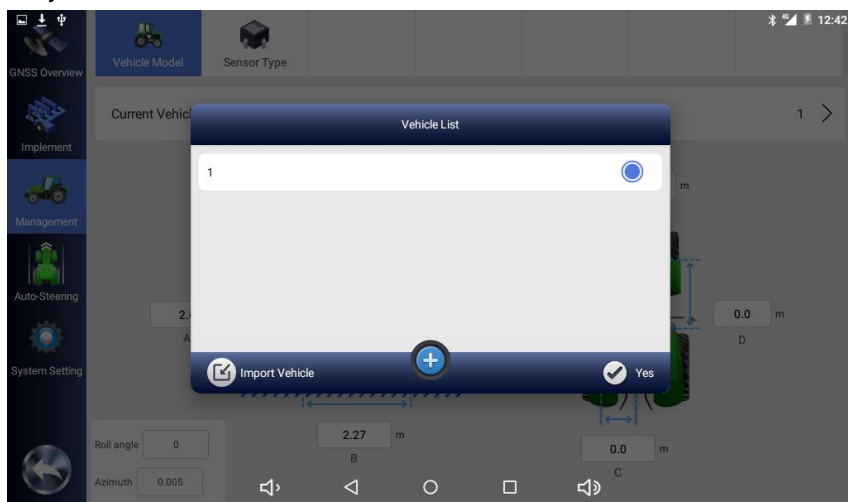 12:42
GNSS Overview
Vehicle Model
Sensor Type
Current Vehicl
1
Vehicle List
1
Implement
m
Management
Auto-Steering
2.
A
0.0 m
D
System Setting
Import Vehicle
Yes
2.27 m
B
0.0 m
C
Roll angle 0
Azimuth 0.005